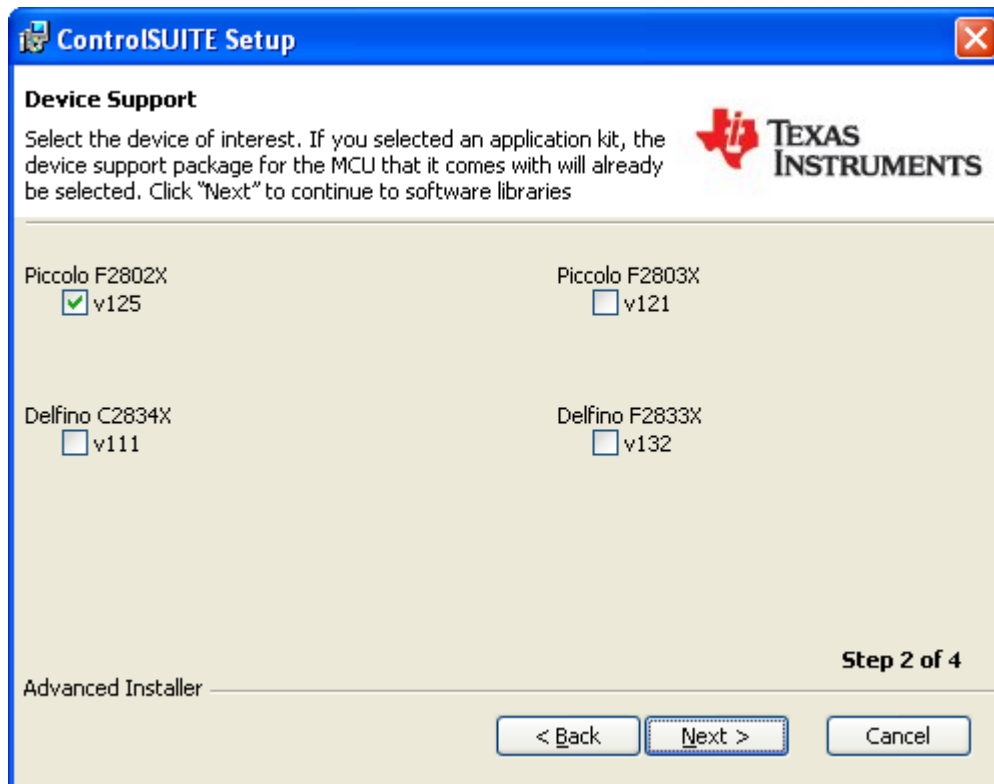 ControlSUITE Setup
Device Support
Select the device of interest. If you selected an application kit, the
device support package for the MCU that it comes with will already
be selected. Click "Next" to continue to software libraries
TEXAS
INSTRUMENTS
Piccolo F2802X
v125
Piccolo F2803X
v121
Delfino C2834X
v111
Delfino F2833X
v132
Step 2 of 4
Advanced Installer
< Back
Next >
Cancel